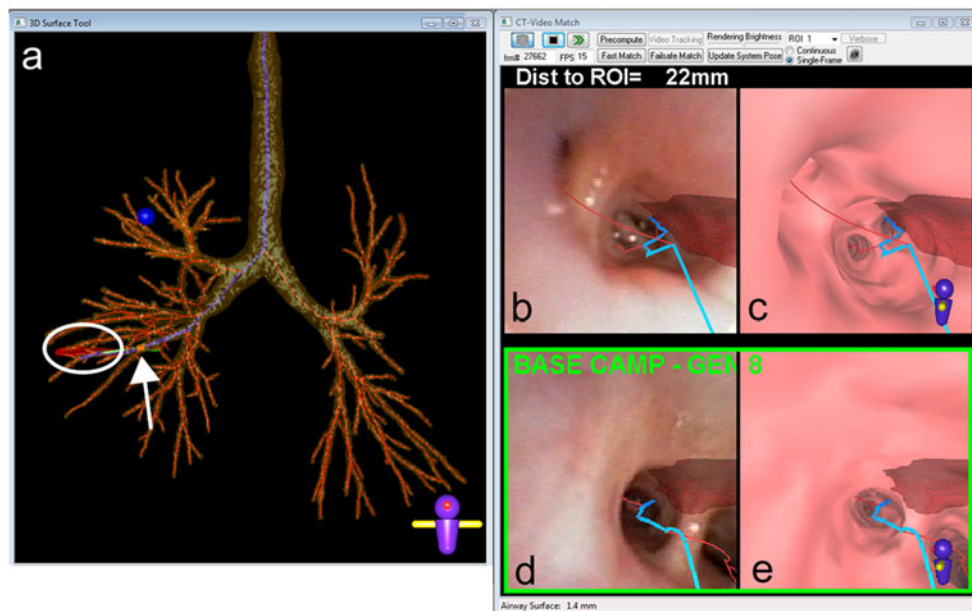 3D Surface Tool
a
CT-Video Match
Precompute
Video Tracking
Rendering Brightness
ROI 1
Verbose
frm# 27662 FPS 15
Fast Match
Failsafe Match
Update System Pose
Continuous
Single-Frame
Dist to ROI= 22mm
b
c
BASE CAMP - GEN 8
d
e
Airway Surface: 1.4 mm